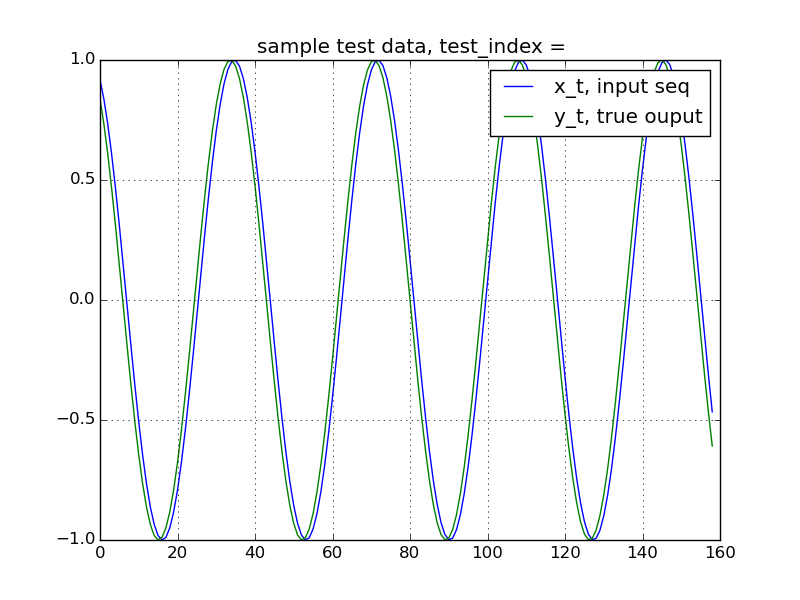 sample test data, test_index =
x_t, input seq
y_t, true ouput
1.0
0.5
0.0
−0.5
−1.0
0 20 40 60 80 100 120 140 160